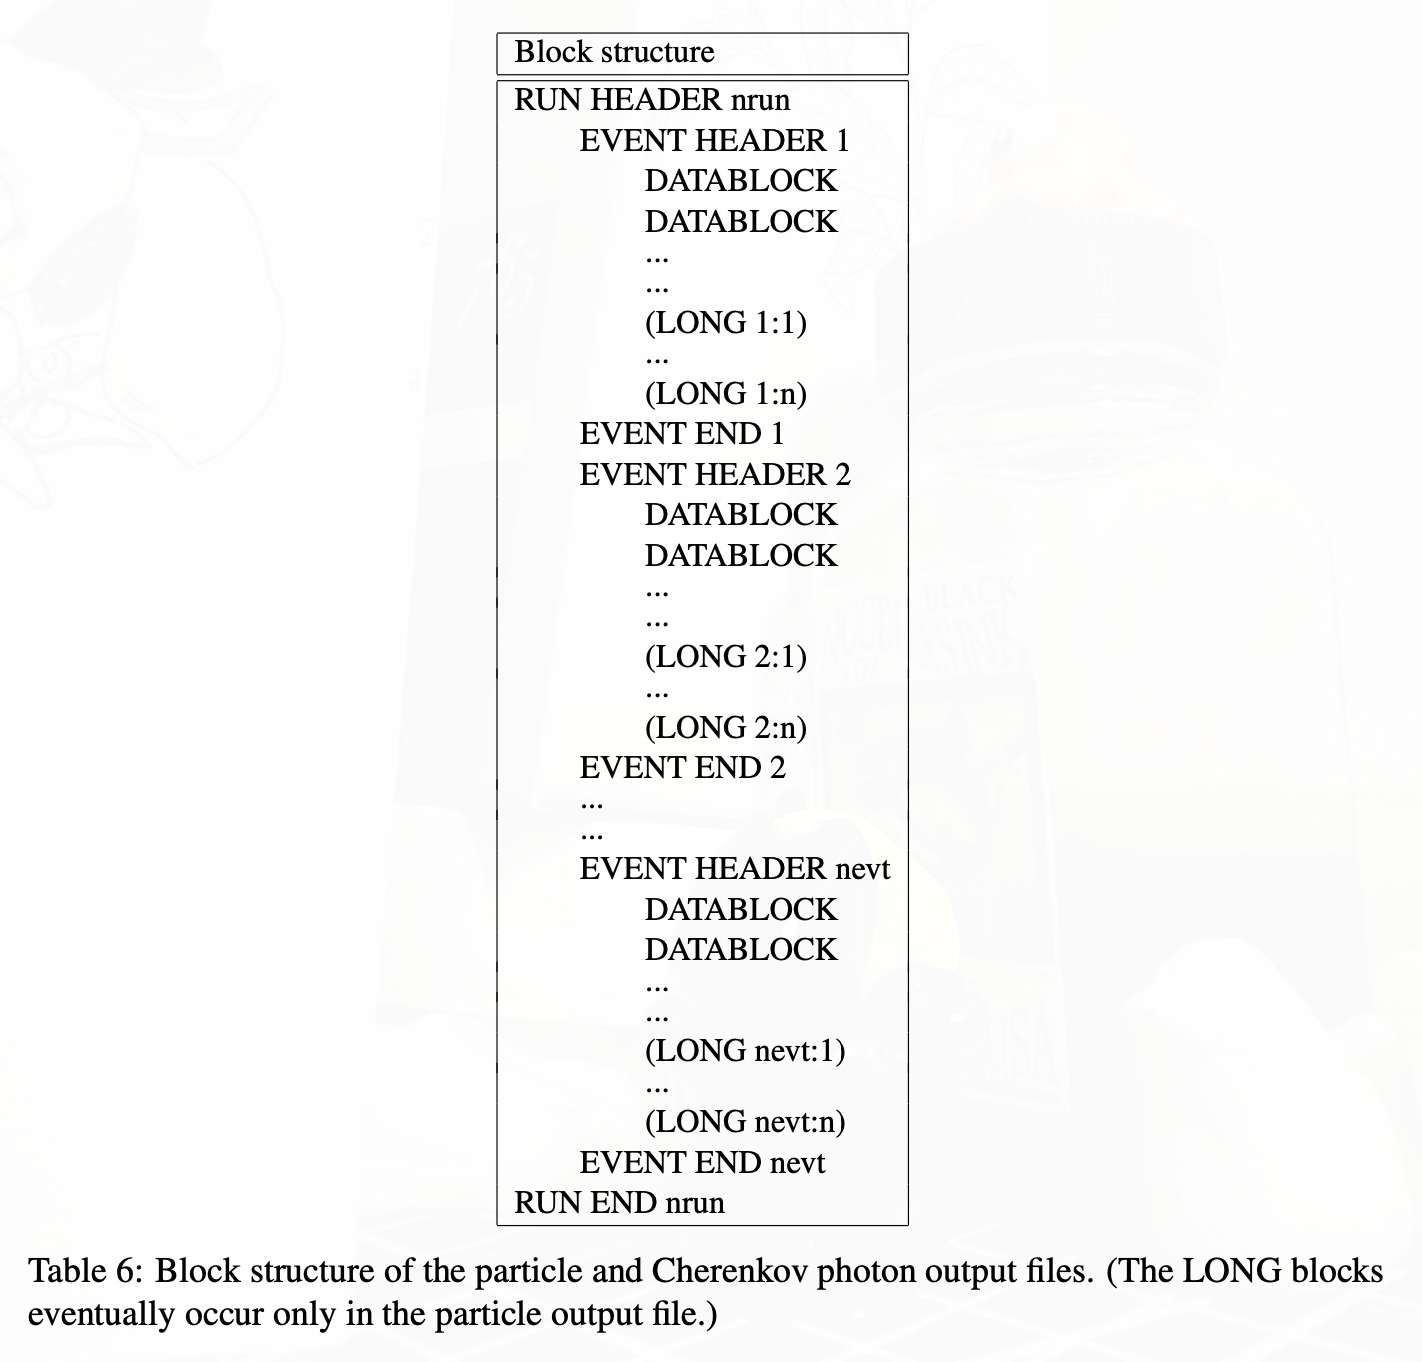 Block structure
RUN HEADER nrun
EVENT HEADER 1
DATABLOCK
DATABLOCK
...
...
(LONG 1:1)
...
(LONG 1:n)
EVENT END 1
EVENT HEADER 2
DATABLOCK
DATABLOCK
...
...
(LONG 2:1)
...
(LONG 2:n)
EVENT END 2
...
...
EVENT HEADER nevt
DATABLOCK
DATABLOCK
...
...
(LONG nevt:1)
...
(LONG nevt:n)
EVENT END nevt
RUN END nrun
Table 6: Block structure of the particle and Cherenkov photon output files. (The LONG blocks
eventually occur only in the particle output file.)
BLACK